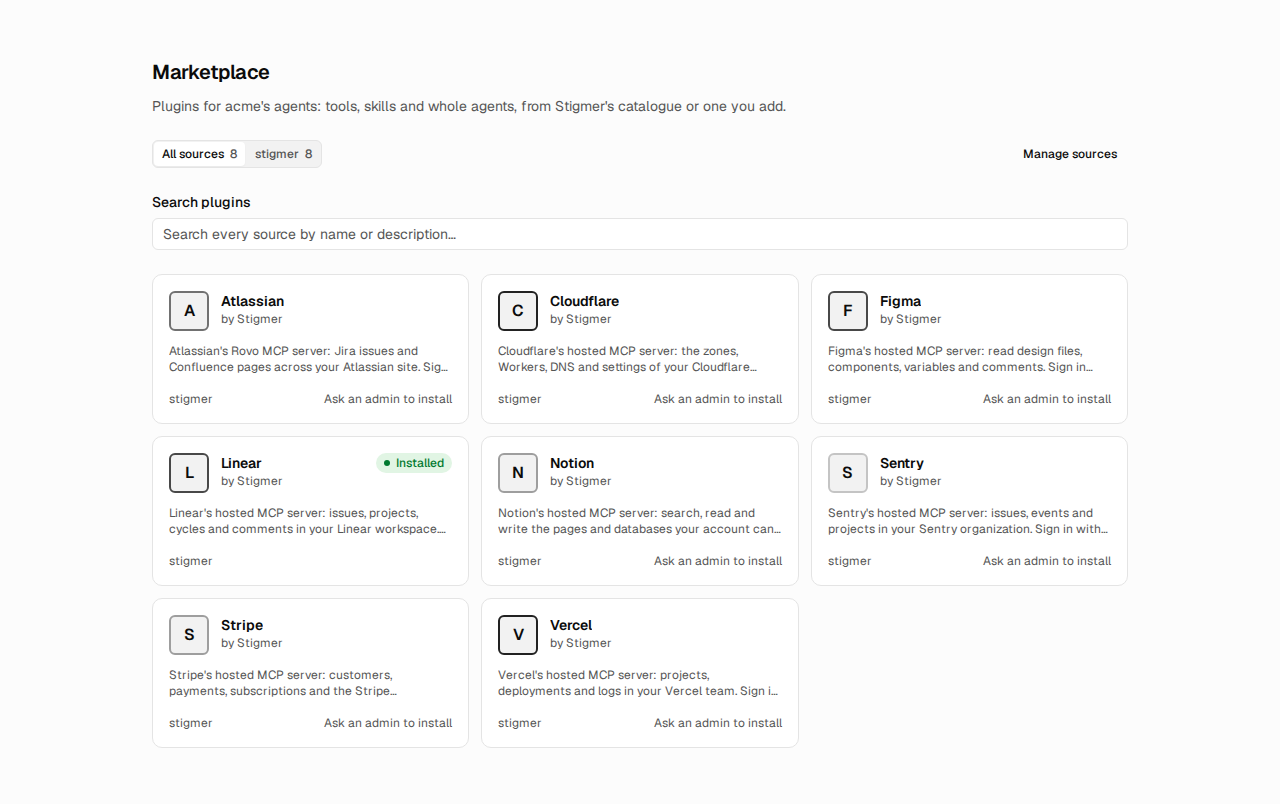 Marketplace
Plugins for acme's agents: tools, skills and whole agents, from Stigmer's catalogue or one you add.
All sources 8 stigmer 8 Manage sources
Search plugins
Search every source by name or description…
A Atlassian
by Stigmer
Atlassian's Rovo MCP server: Jira issues and
Confluence pages across your Atlassian site. Sig…
stigmer Ask an admin to install
C Cloudflare
by Stigmer
Cloudflare's hosted MCP server: the zones,
Workers, DNS and settings of your Cloudflare…
stigmer Ask an admin to install
F Figma
by Stigmer
Figma's hosted MCP server: read design files,
components, variables and comments. Sign in…
stigmer Ask an admin to install
L Linear Installed
by Stigmer
Linear's hosted MCP server: issues, projects,
cycles and comments in your Linear workspace.…
stigmer
N Notion
by Stigmer
Notion's hosted MCP server: search, read and
write the pages and databases your account can…
stigmer Ask an admin to install
S Sentry
by Stigmer
Sentry's hosted MCP server: issues, events and
projects in your Sentry organization. Sign in with…
stigmer Ask an admin to install
S Stripe
by Stigmer
Stripe's hosted MCP server: customers,
payments, subscriptions and the Stripe…
stigmer Ask an admin to install
V Vercel
by Stigmer
Vercel's hosted MCP server: projects,
deployments and logs in your Vercel team. Sign i…
stigmer Ask an admin to install